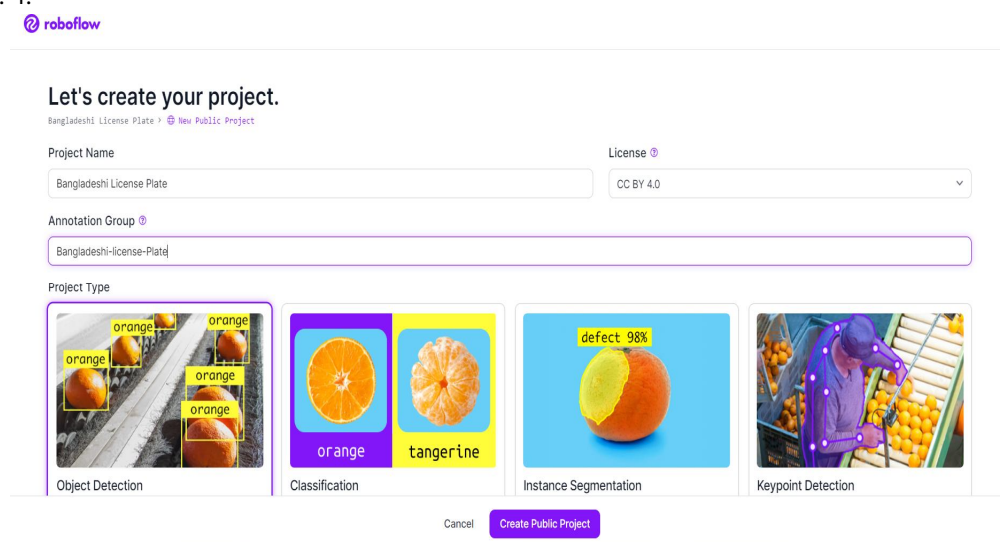 roboflow
Let's create your project.
Bangladeshi License Plate > New Public Project
Project Name
License
Bangladeshi License Plate
CC BY 4.0
Annotation Group
Bangladeshi-license-Plate
Project Type
orange
orange
orange
orange
orange
orange
tangerine
defect 98%
Object Detection
Classification
Instance Segmentation
Keypoint Detection
Cancel
Create Public Project